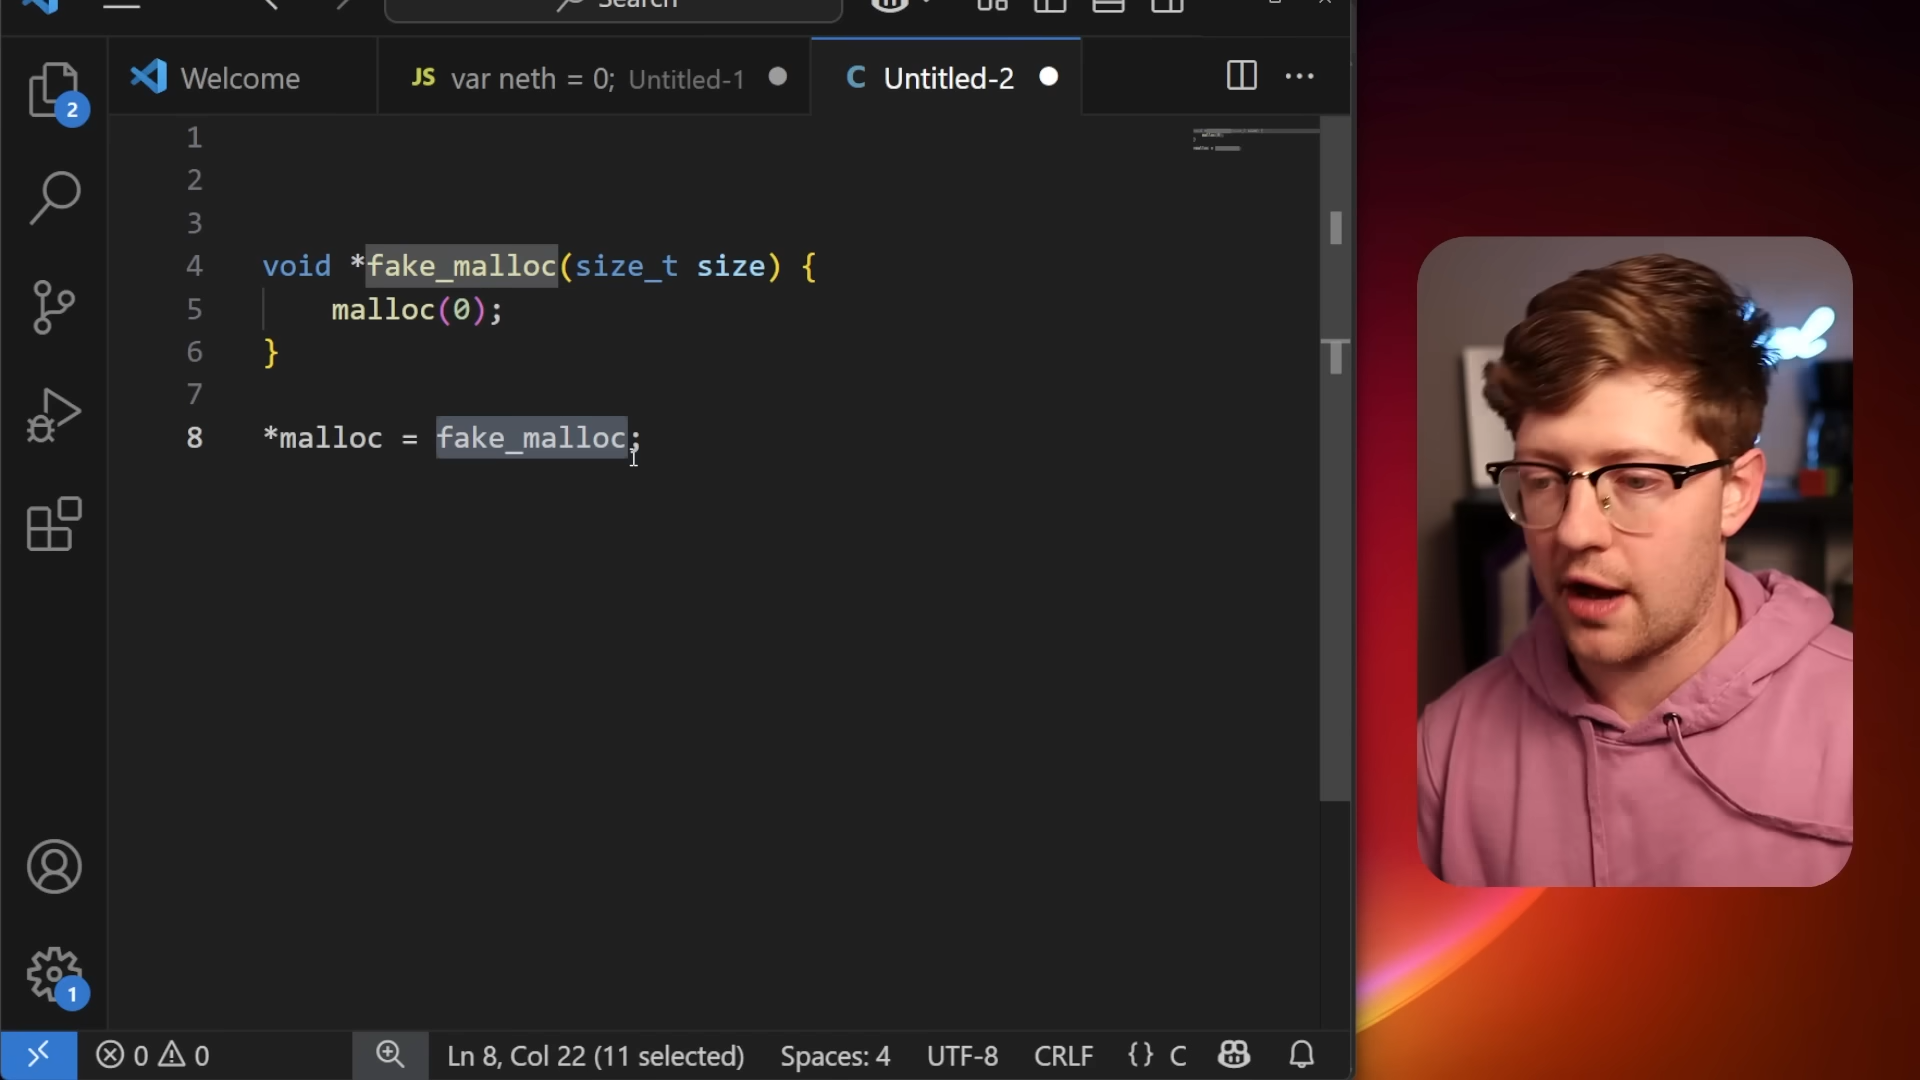 Search
Welcome
JS var neth = 0; Untitled-1
C Untitled-2
2
1
2
3
4 void *fake_malloc(size_t size) {
5 malloc(0);
6 }
7
8 *malloc = fake_malloc;
1
0 0
Ln 8, Col 22 (11 selected)
Spaces: 4
UTF-8
CRLF
{} C